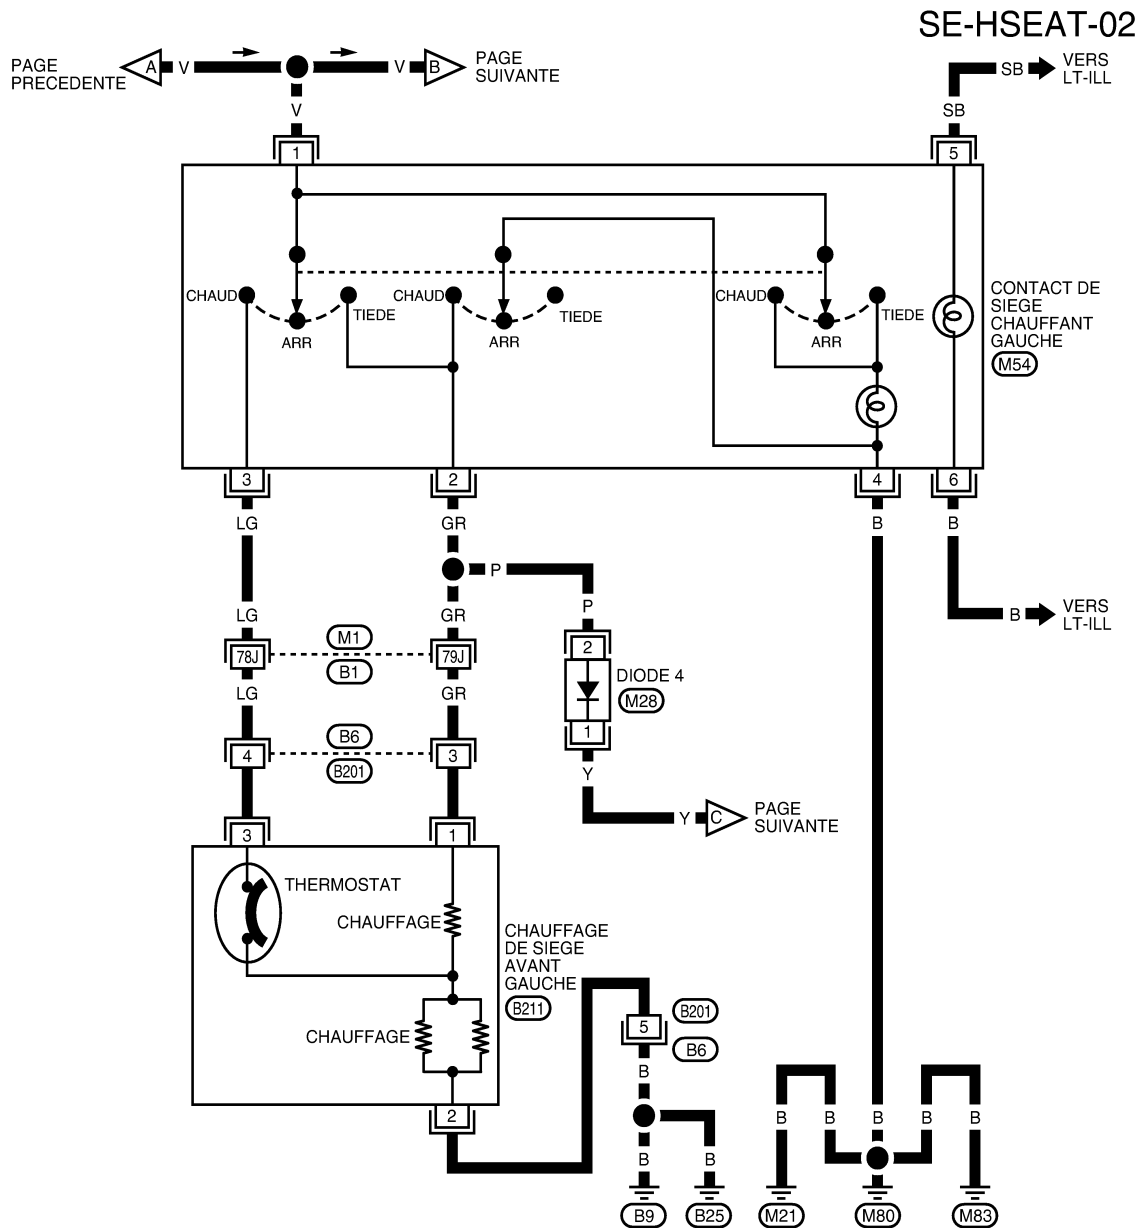 SE-HSEAT-02
PAGE
PRECEDENTE
A
V
V
B
PAGE
SUIVANTE
SB
VERS
LT-ILL
V
SB
1
5
CHAUD
TIEDE
ARR
CHAUD
TIEDE
ARR
CHAUD
TIEDE
ARR
CONTACT DE
SIEGE
CHAUFFANT
GAUCHE
M54
3
2
4
6
LG
GR
B
B
P
P
LG
GR
B
VERS
LT-ILL
78J
M1
B1
79J
2
DIODE 4
M28
1
LG
GR
4
B6
B201
3
Y
Y
C
PAGE
SUIVANTE
3
1
THERMOSTAT
CHAUFFAGE
CHAUFFAGE
CHAUFFAGE
DE SIEGE
AVANT
GAUCHE
B211
2
5
B201
B6
B
B
B
B
B
B
B
B
B9
B25
M21
M80
M83